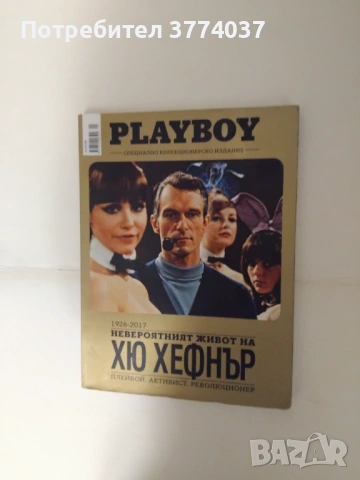 Потребител 3774037
PLAYBOY
СПЕЦИАЛНО КОЛЕКЦИОНЕРСКО ИЗДАНИЕ
1926-2017
НЕВЕРОЯТНИЯТ ЖИВОТ НА
ХЮ ХЕФНЪР
ПЛЕЙБОЙ, АКТИВИСТ, РЕВОЛЮЦИОНЕР
BAZAR